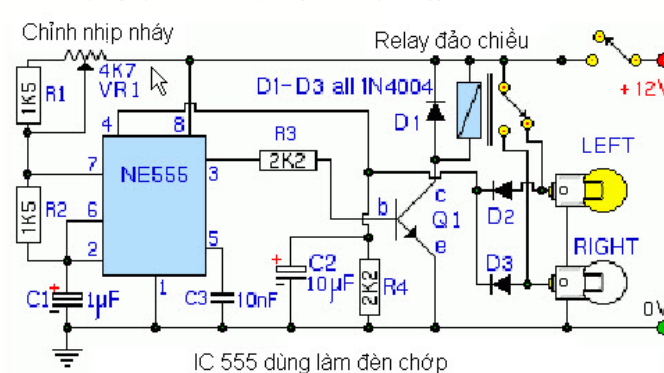 Chỉnh nhịp nháy
Relay đảo chiều
4K7
VR1
D1-D3 all 1N4004
+12V
1K5
R1
4
8
R3
D1
LEFT
7
NE555
3
2K2
1K5
R2
6
b
c
Q1
D2
2
5
e
RIGHT
C2
10µF
2K2
R4
D3
C1
1µF
1
C3
10nF
0V
IC 555 dùng làm đèn chớp